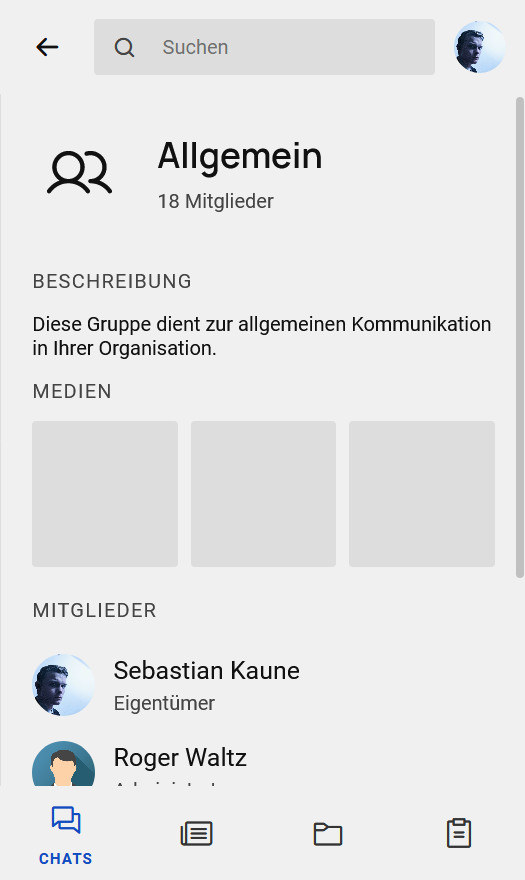 Suchen
Allgemein
18 Mitglieder
BESCHREIBUNG
Diese Gruppe dient zur allgemeinen Kommunikation
in Ihrer Organisation.
MEDIEN
MITGLIEDER
Sebastian Kaune
Eigentümer
Roger Waltz
CHATS